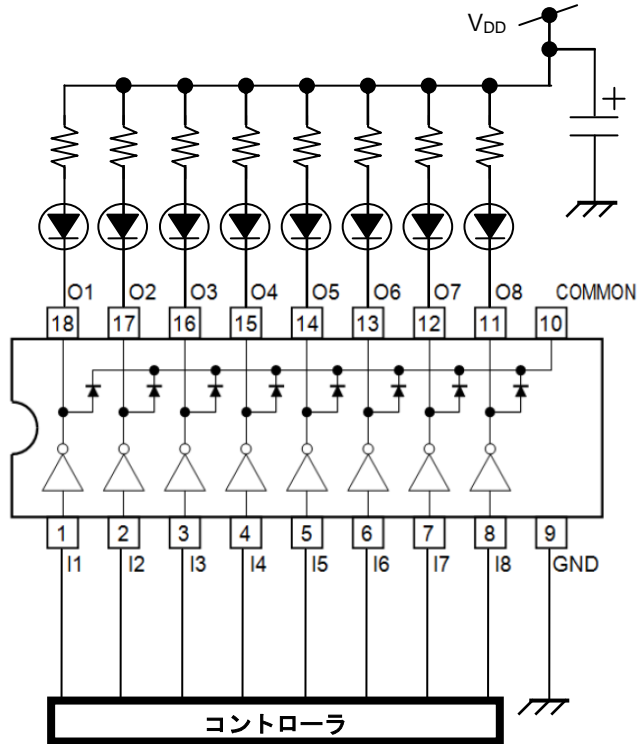 VDD
+
O1 O2 O3 O4 O5 O6 O7 O8 COMMON
18 17 16 15 14 13 12 11 10
1 2 3 4 5 6 7 8 9
I1 I2 I3 I4 I5 I6 I7 I8 GND
コントローラ